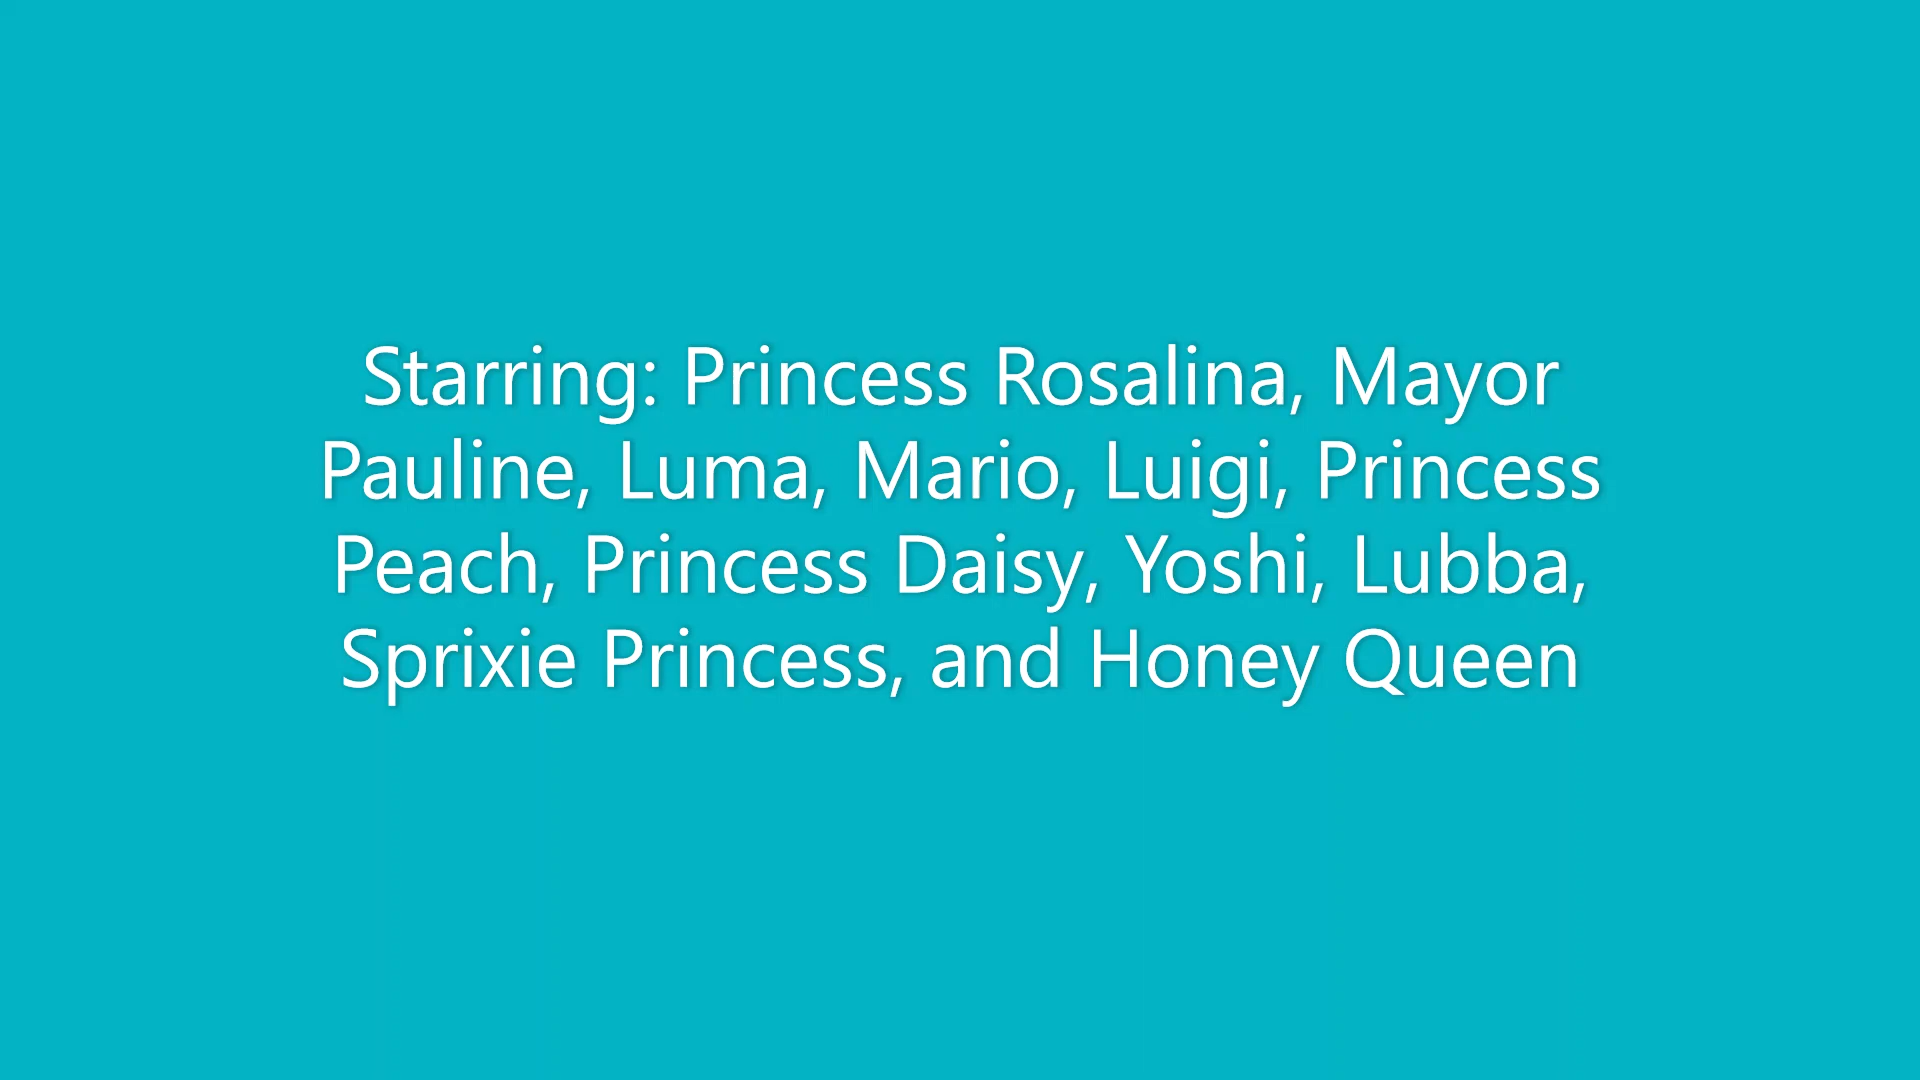 Starring: Princess Rosalina, Mayor
Pauline, Luma, Mario, Luigi, Princess
Peach, Princess Daisy, Yoshi, Lubba,
Sprixie Princess, and Honey Queen